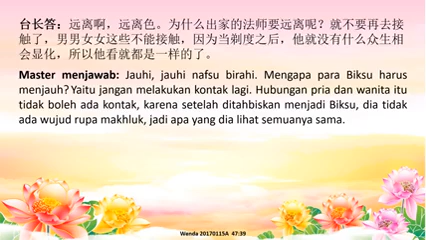 台长答：远离啊，远离色。为什么出家的法师要远离呢？就不要再去接
触了，男男女女这些不能接触，因为当剃度之后，他就没有什么众生相
会显化，所以他看就都是一样的了。
Master menjawab: Jauhi, jauhi nafsu birahi. Mengapa para Biksu harus
menjauh? Yaitu jangan melakukan kontak lagi. Hubungan pria dan wanita itu
tidak boleh ada kontak, karena setelah ditahbiskan menjadi Biksu, dia tidak
ada wujud rupa makhluk, jadi apa yang dia lihat semuanya sama.
Wenda 20170115A 47:39